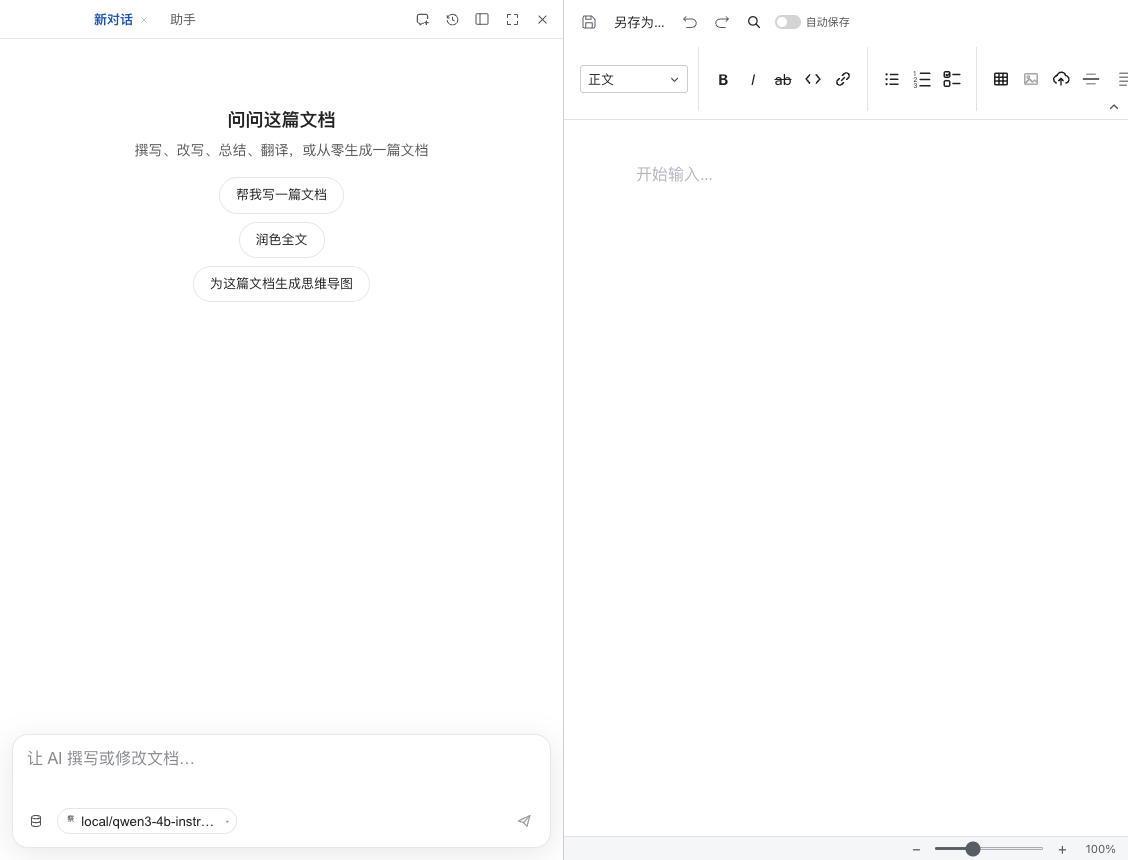 新对话
助手
问问这篇文档
撰写、改写、总结、翻译，或从零生成一篇文档
帮我写一篇文档
润色全文
为这篇文档生成思维导图
让 AI 撰写或修改文档…
local/qwen3-4b-instr…
另存为...
自动保存
正文
B
I
ab
开始输入...
100%